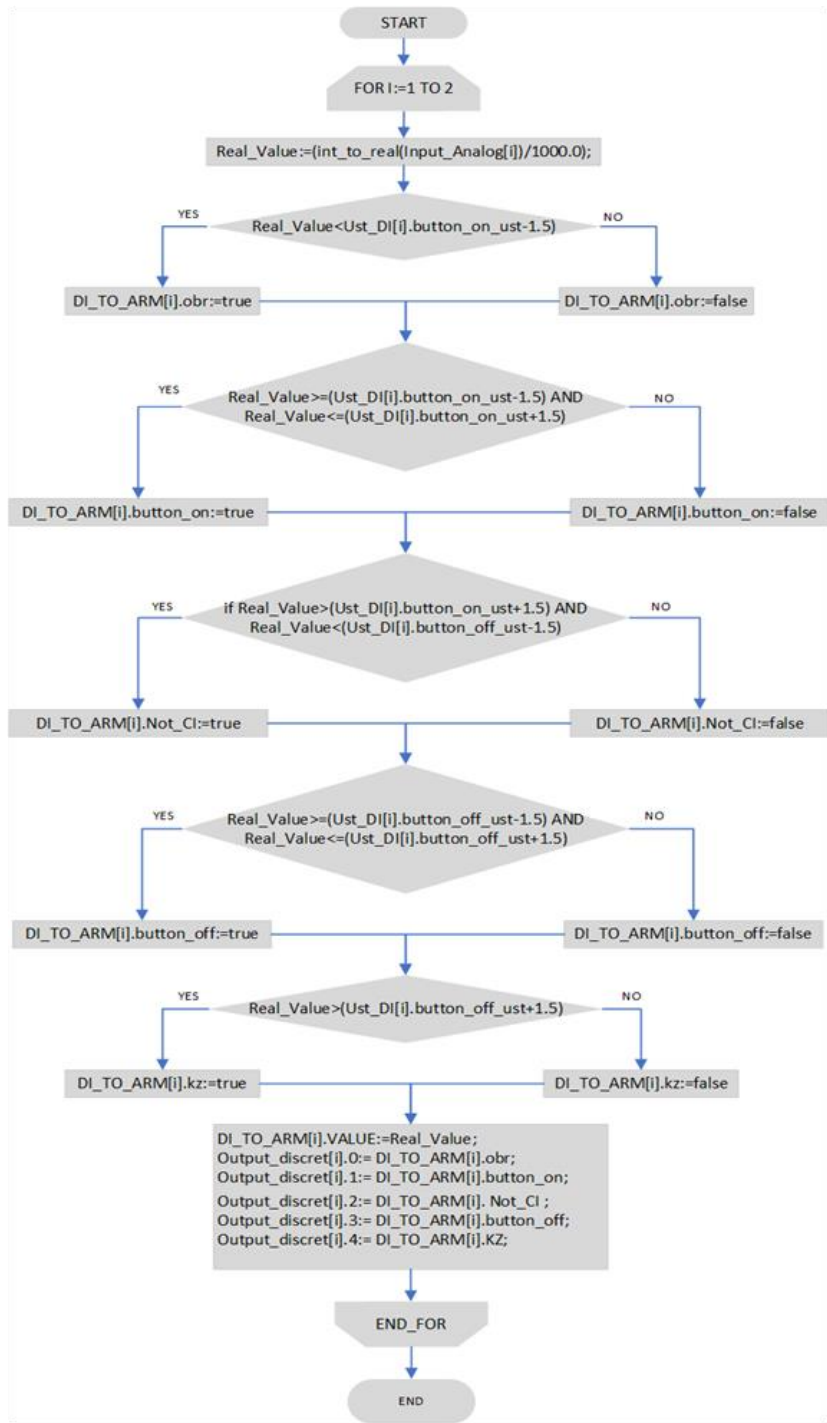 START
FOR I:=1 TO 2
Real_Value:=(int_to_real(Input_Analog[i])/1000.0);
YES
Real_Value<Ust_DI[i].button_on_ust-1.5)
NO
DI_TO_ARM[i].obr:=true
DI_TO_ARM[i].obr:=false
YES
Real_Value>=(Ust_DI[i].button_on_ust-1.5) AND
Real_Value<=(Ust_DI[i].button_on_ust+1.5)
NO
DI_TO_ARM[i].button_on:=true
DI_TO_ARM[i].button_on:=false
YES
if Real_Value>(Ust_DI[i].button_on_ust+1.5) AND
Real_Value<(Ust_DI[i].button_off_ust-1.5)
NO
DI_TO_ARM[i].Not_CI:=true
DI_TO_ARM[i].Not_CI:=false
YES
Real_Value>=(Ust_DI[i].button_off_ust-1.5) AND
Real_Value<=(Ust_DI[i].button_off_ust+1.5)
NO
DI_TO_ARM[i].button_off:=true
DI_TO_ARM[i].button_off:=false
YES
Real_Value>(Ust_DI[i].button_off_ust+1.5)
NO
DI_TO_ARM[i].kz:=true
DI_TO_ARM[i].kz:=false
DI_TO_ARM[i].VALUE:=Real_Value;
Output_discret[i].0:= DI_TO_ARM[i].obr;
Output_discret[i].1:= DI_TO_ARM[i].button_on;
Output_discret[i].2:= DI_TO_ARM[i]. Not_CI ;
Output_discret[i].3:= DI_TO_ARM[i].button_off;
Output_discret[i].4:= DI_TO_ARM[i].KZ;
END_FOR
END